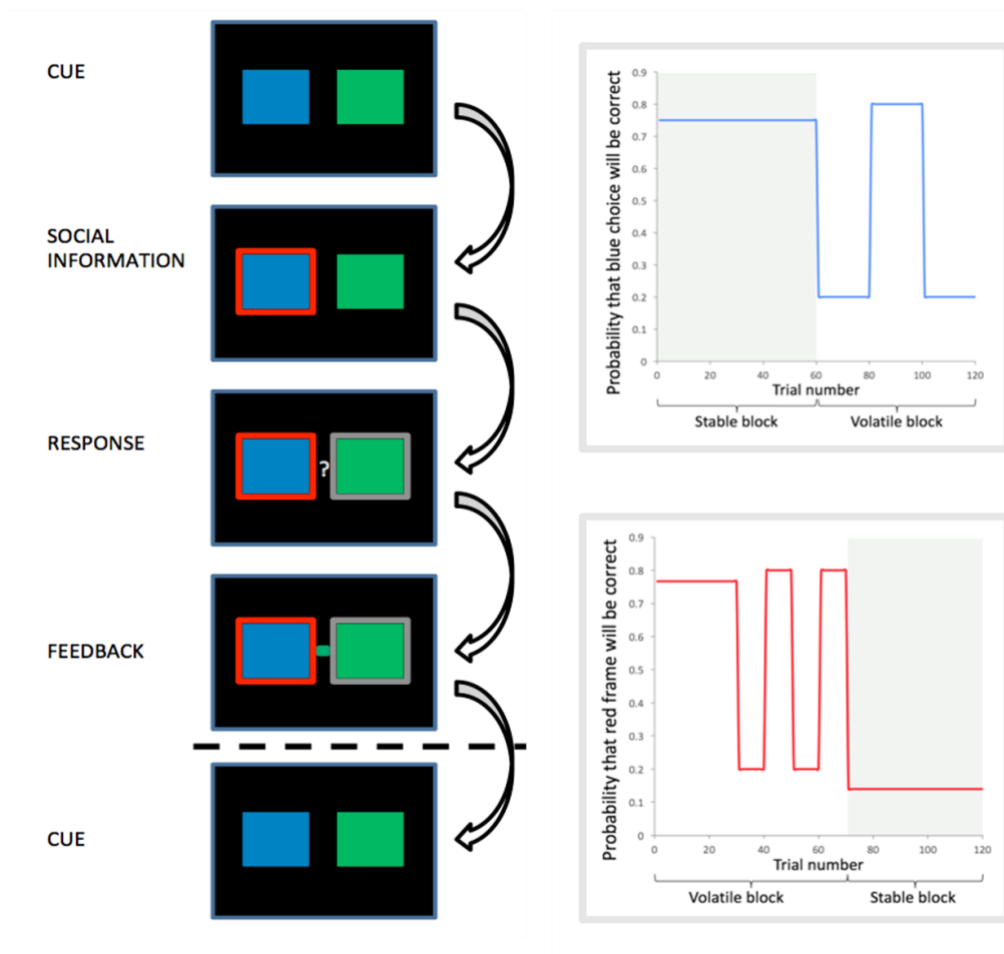 CUE
SOCIAL
INFORMATION
RESPONSE
?
FEEDBACK
CUE
Probability that blue choice will be correct
0.9
0.8
0.7
0.6
0.5
0.4
0.3
0.2
0.1
0
0 20 40 60 80 100 120
Trial number
Stable block Volatile block
Probability that red frame will be correct
0.9
0.8
0.7
0.6
0.5
0.4
0.3
0.2
0.1
0
0 20 40 60 80 100 120
Trial number
Volatile block Stable block